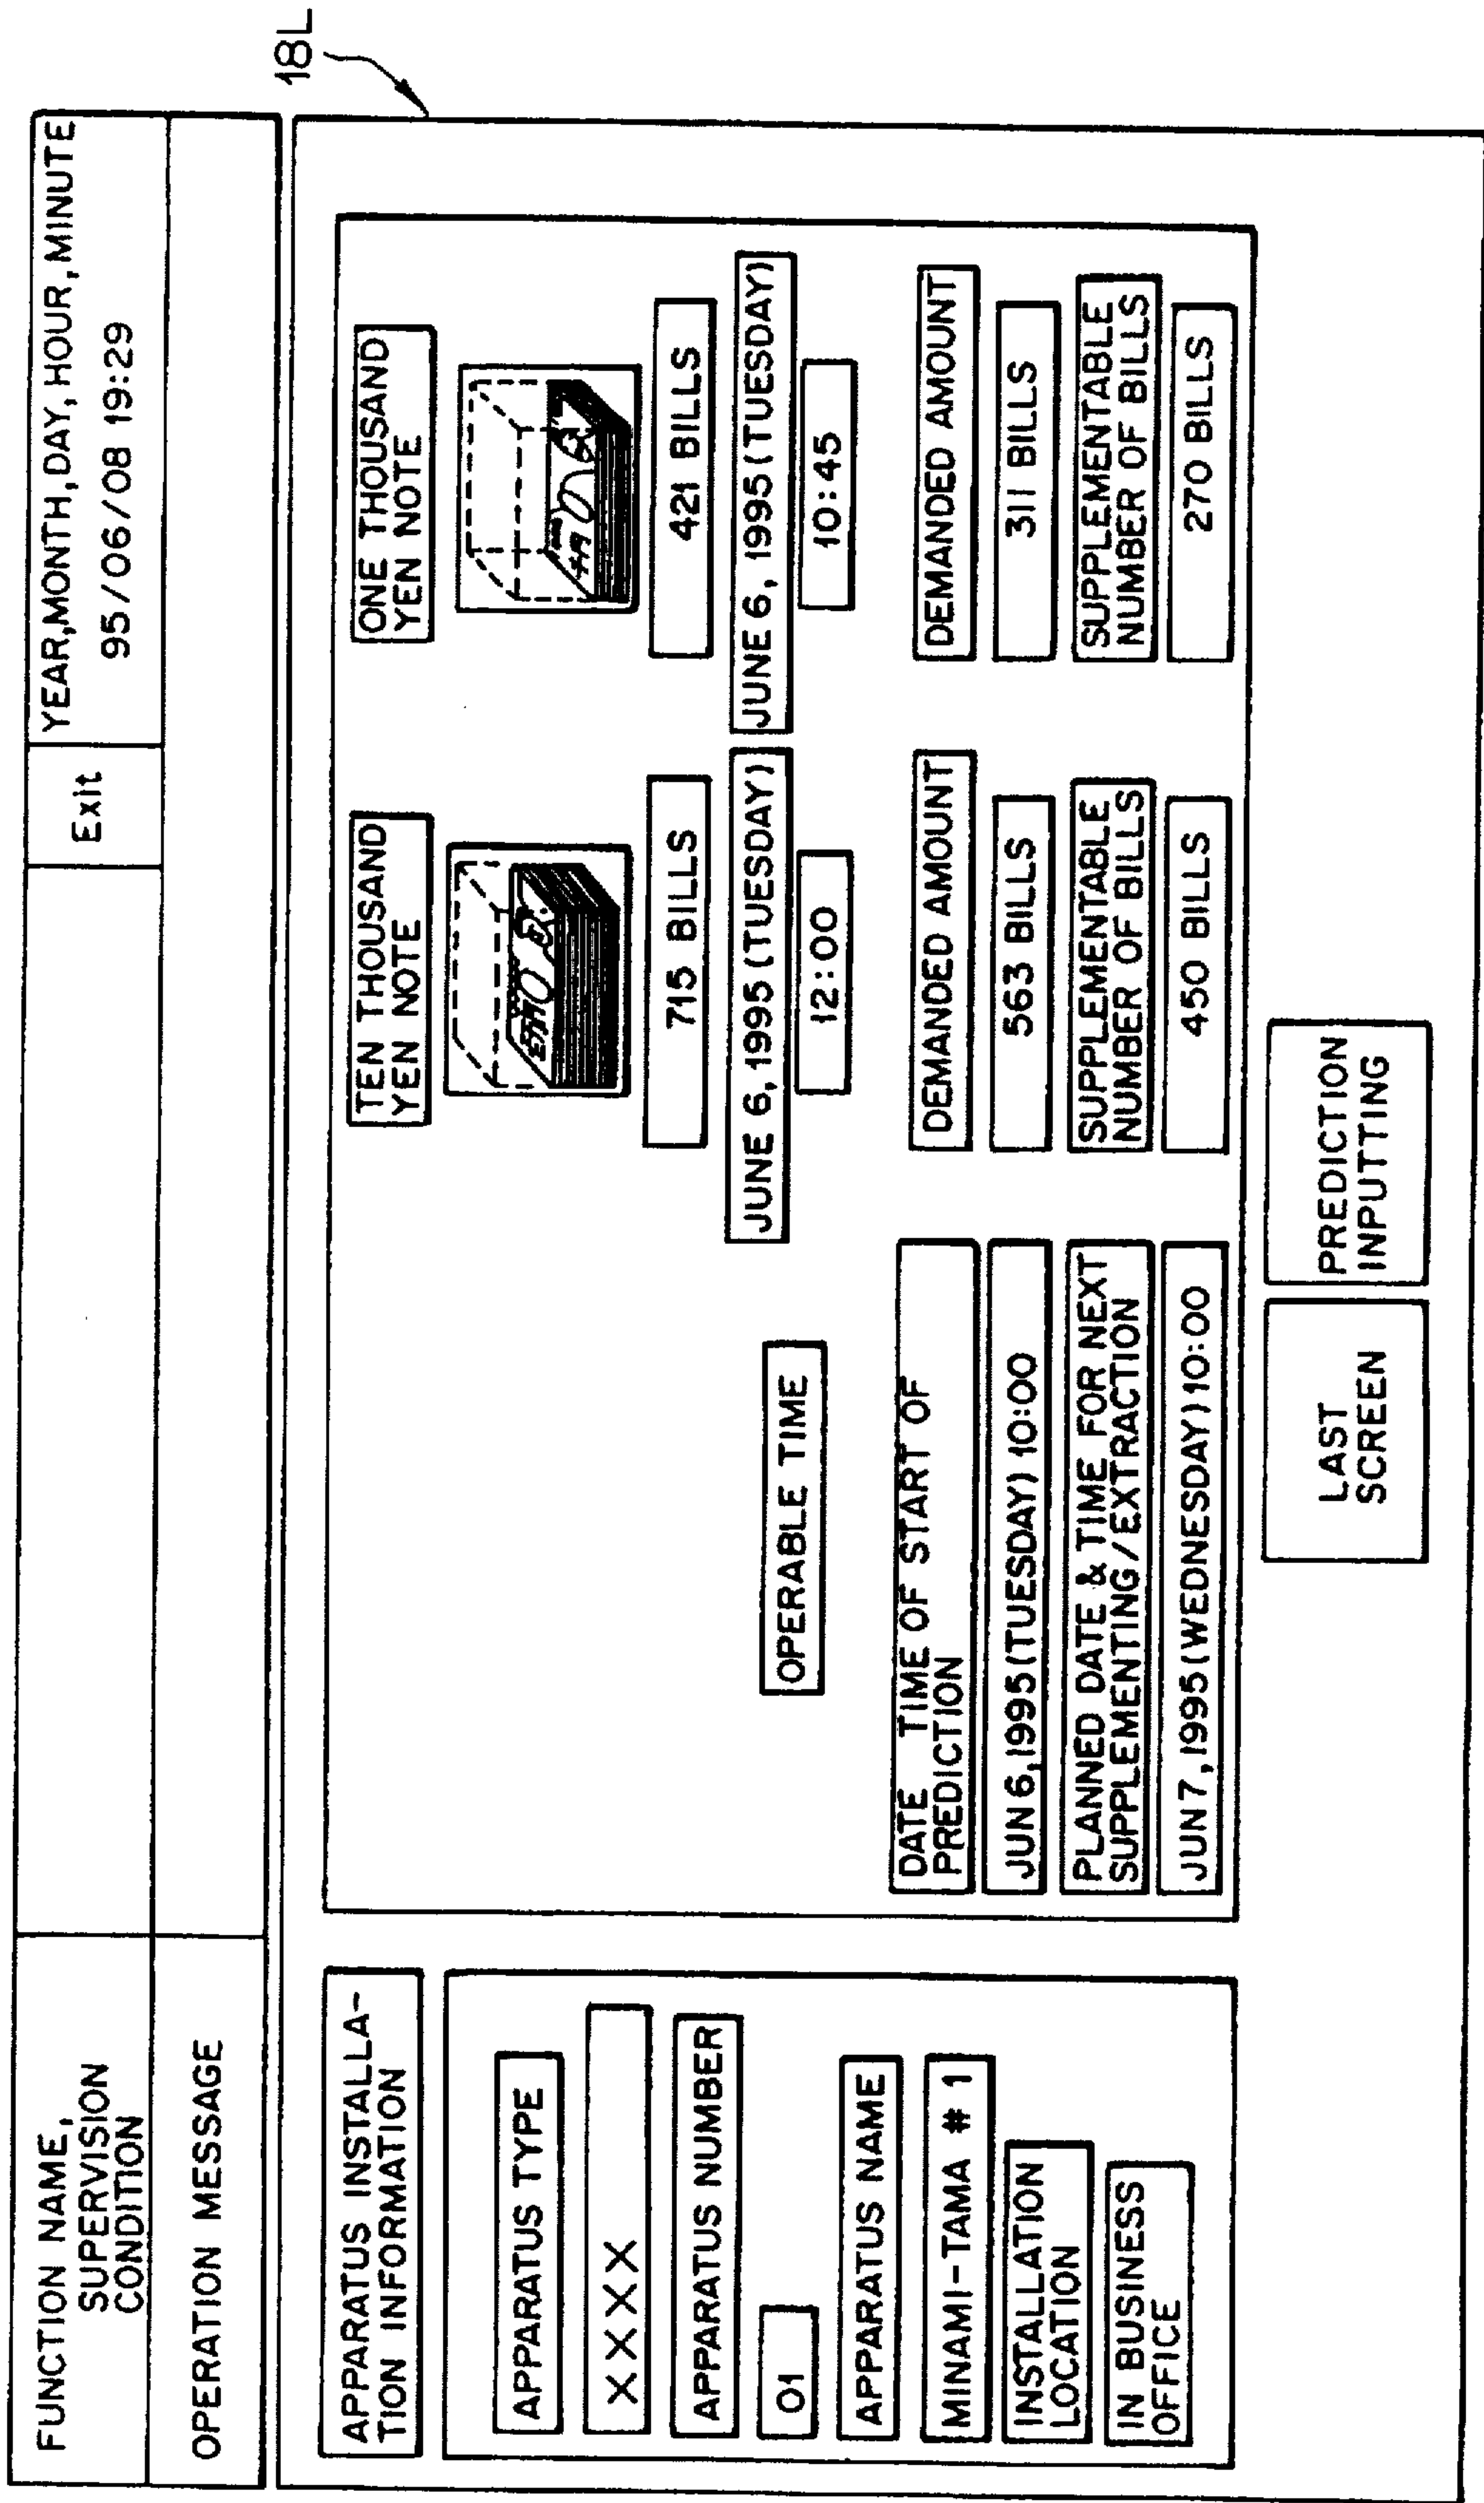 FUNCTION NAME,
SUPERVISION
CONDITION
Exit
YEAR,MONTH,DAY,HOUR,MINUTE
95/06/08 19:29
OPERATION MESSAGE
18L
APPARATUS INSTALLA-
TION INFORMATION
APPARATUS TYPE
XXXX
APPARATUS NUMBER
01
APPARATUS NAME
MINAMI-TAMA # 1
INSTALLATION
LOCATION
IN BUSINESS
OFFICE
TEN THOUSAND
YEN NOTE
ONE THOUSAND
YEN NOTE
715 BILLS
421 BILLS
OPERABLE TIME
JUNE 6, 1995(TUESDAY)
JUNE 6, 1995(TUESDAY)
12:00
10:45
DATE TIME OF START OF
PREDICTION
DEMANDED AMOUNT
DEMANDED AMOUNT
JUN 6,1995(TUESDAY) 10:00
563 BILLS
311 BILLS
PLANNED DATE & TIME FOR NEXT
SUPPLEMENTING/EXTRACTION
SUPPLEMENTABLE
NUMBER OF BILLS
SUPPLEMENTABLE
NUMBER OF BILLS
JUN 7,1995(WEDNESDAY)10:00
450 BILLS
270 BILLS
LAST
SCREEN
PREDICTION
INPUTTING